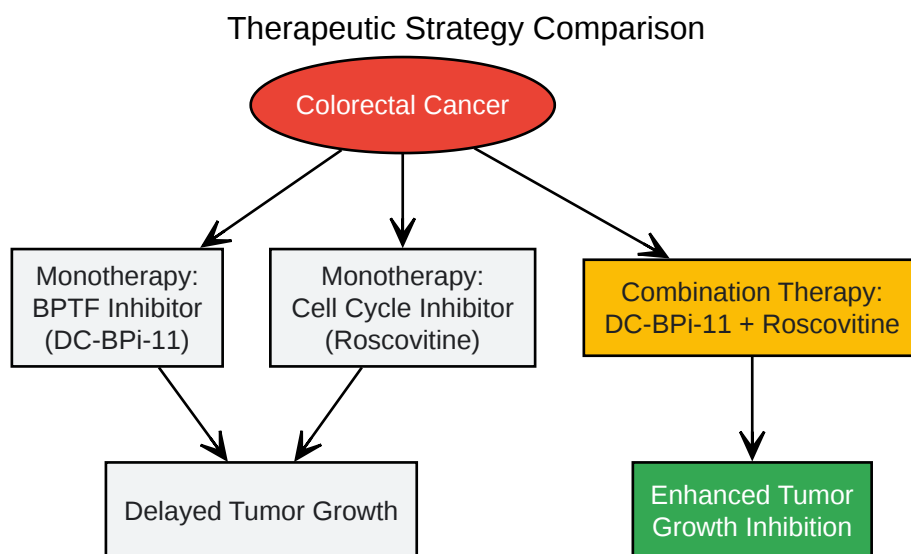 Therapeutic Strategy Comparison
Colorectal Cancer
Monotherapy:
BPTF Inhibitor
(DC-BPi-11)
Monotherapy:
Cell Cycle Inhibitor
(Roscovitine)
Combination Therapy:
DC-BPi-11 + Roscovitine
Delayed Tumor Growth
Enhanced Tumor
Growth Inhibition